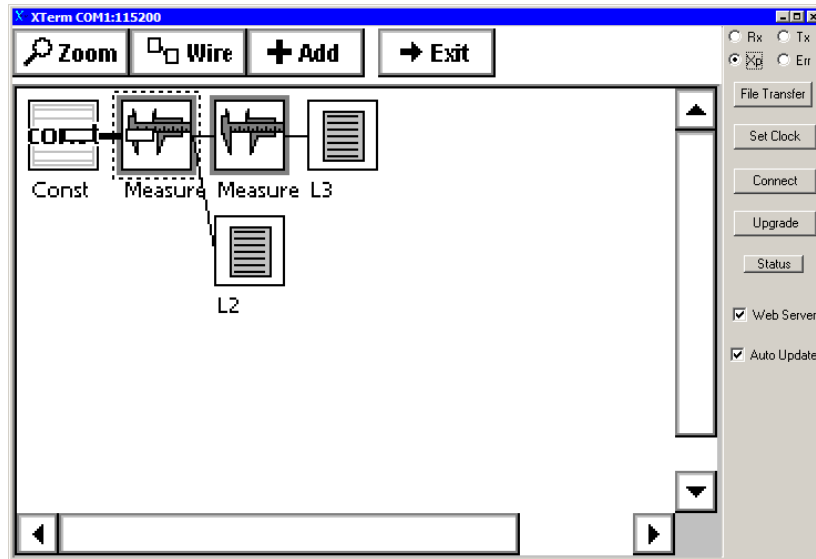 XTerm COM1:115200
Zoom
Wire
Add
Exit
Rx
Tx
Xp
Err
File Transfer
Set Clock
Connect
Upgrade
Status
Web Server
Auto Update
const
Const
Measure
Measure
L3
L2